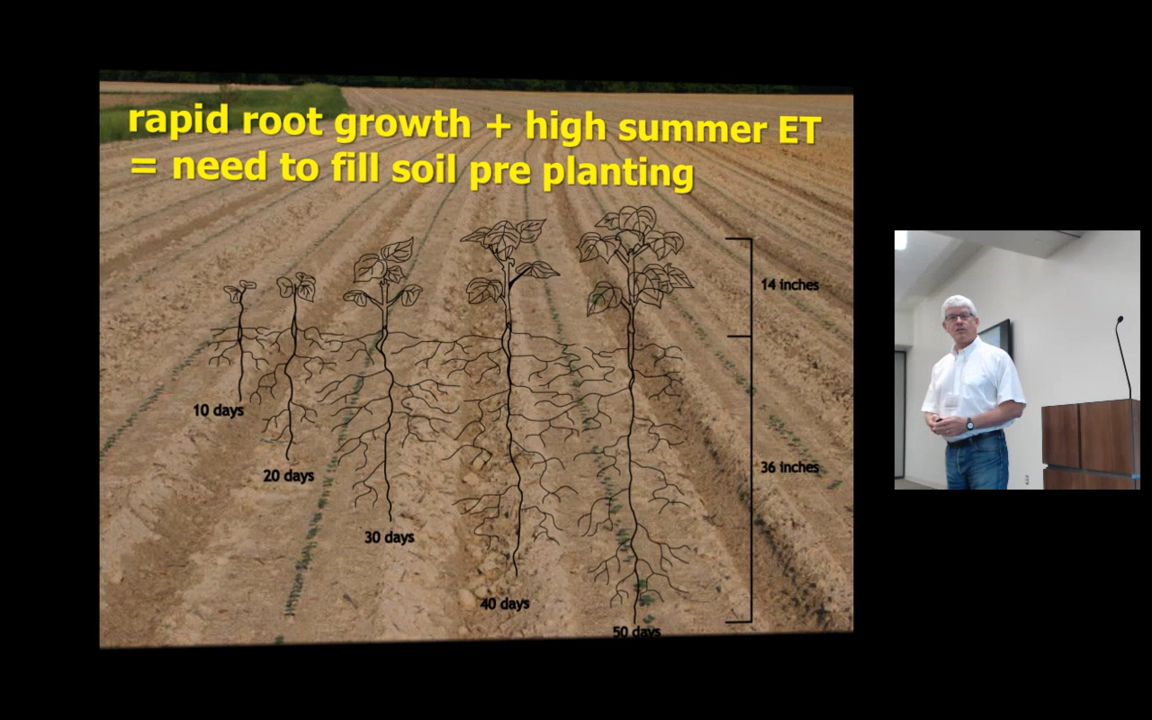 rapid root growth + high summer ET
= need to fill soil pre planting
14 inches
10 days
36 inches
20 days
30 days
40 days
50 days